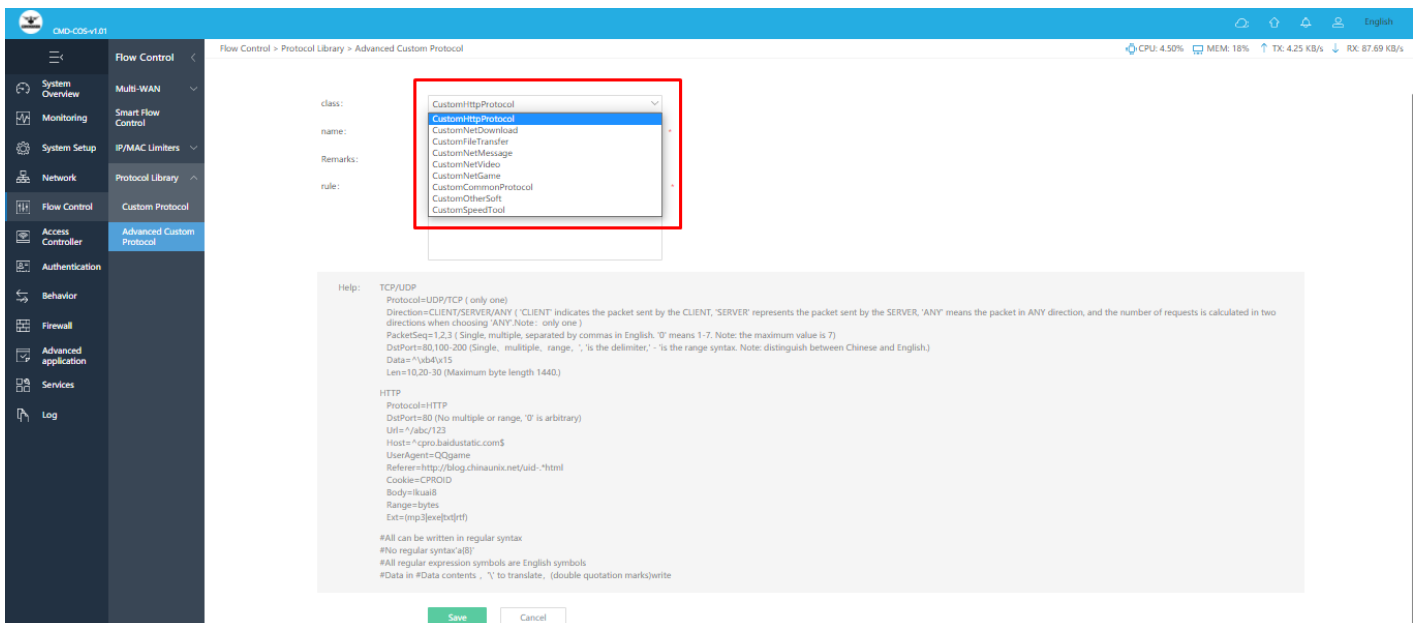 CMD-COS-v1.01
English
Flow Control
Flow Control > Protocol Library > Advanced Custom Protocol
CPU: 4.50% MEM: 18% TX: 4.25 KB/s RX: 87.69 KB/s
System
Overview
Monitoring
System Setup
Network
Flow Control
Access
Controller
Authentication
Behavior
Firewall
Advanced
application
Services
Log
Multi-WAN
Smart Flow
Control
IP/MAC Limiters
Protocol Library
Custom Protocol
Advanced Custom
Protocol
class:
CustomHttpProtocol
CustomHttpProtocol
CustomNetDownload
CustomFileTransfer
CustomNetMessage
CustomNetVideo
CustomNetGame
CustomCommonProtocol
CustomOtherSoft
CustomSpeedTool
name:
*
Remarks:
rule:
*
Help: TCP/UDP
Protocol=UDP/TCP ( only one)
Direction=CLIENT/SERVER/ANY ( 'CLIENT' indicates the packet sent by the CLIENT, 'SERVER' represents the packet sent by the SERVER, 'ANY' means the packet in ANY direction, and the number of requests is calculated in two
directions when choosing 'ANY'.Note: only one )
PacketSeq=1,2,3 ( Single, multiple, separated by commas in English. '0' means 1-7. Note: the maximum value is 7)
DstPort=80,100-200 (Single、mulitiple、range、', 'is the delimiter,' - 'is the range syntax. Note: distinguish between Chinese and English.)
Data=^\xb4\x15
Len=10,20-30 (Maximum byte length 1440.)
HTTP
Protocol=HTTP
DstPort=80 (No multiple or range, '0' is arbitrary)
Url=^/abc/123
Host=^cpro.baidustatic.com$
UserAgent=QQgame
Referer=http://blog.chinaunix.net/uid-.*html
Cookie=CPROID
Body=Ikuai8
Range=bytes
Ext=(mp3|exe|txt|rtf)
#All can be written in regular syntax
#No regular syntax'a{8}'
#All regular expression symbols are English symbols
#Data in #Data contents 、'\' to translate、(double quotation marks)write
Save
Cancel